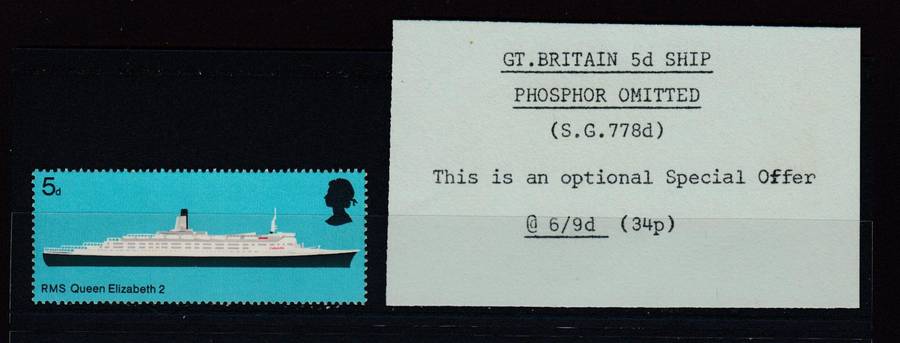 5d
RMS Queen Elizabeth 2
GT.BRITAIN 5d SHIP
PHOSPHOR OMITTED
(S.G.778d)
This is an optional Special Offer
@ 6/9d (34p)